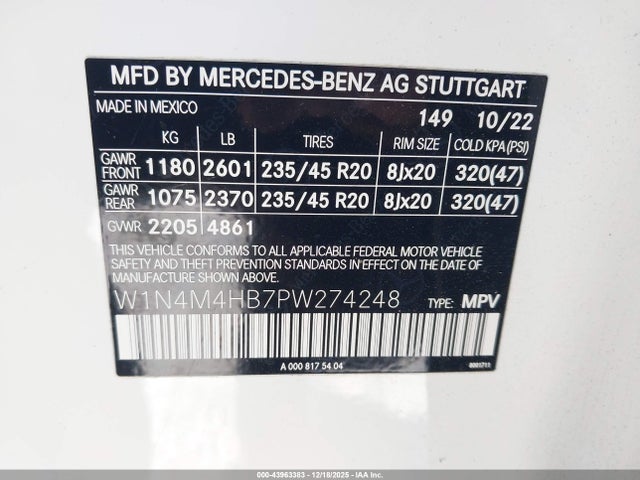 MFD BY MERCEDES-BENZ AG STUTTGART
MADE IN MEXICO 149 10/22
KG LB TIRES RIM SIZE COLD KPA(PSI)
GAWR FRONT 1180 2601 235/45 R20 8Jx20 320(47)
GAWR REAR 1075 2370 235/45 R20 8Jx20 320(47)
GVWR 2205 4861
THIS VEHICLE CONFORMS TO ALL APPLICABLE FEDERAL MOTOR VEHICLE
SAFETY AND THEFT PREVENTION STANDARDS IN EFFECT ON THE DATE
OF MANUFACTURE SHOWN ABOVE.
W1N4M4HB7PW274248 TYPE: MPV
A 000 817 54 04
000-43963383 - 12/18/2025 - IAAI.COM